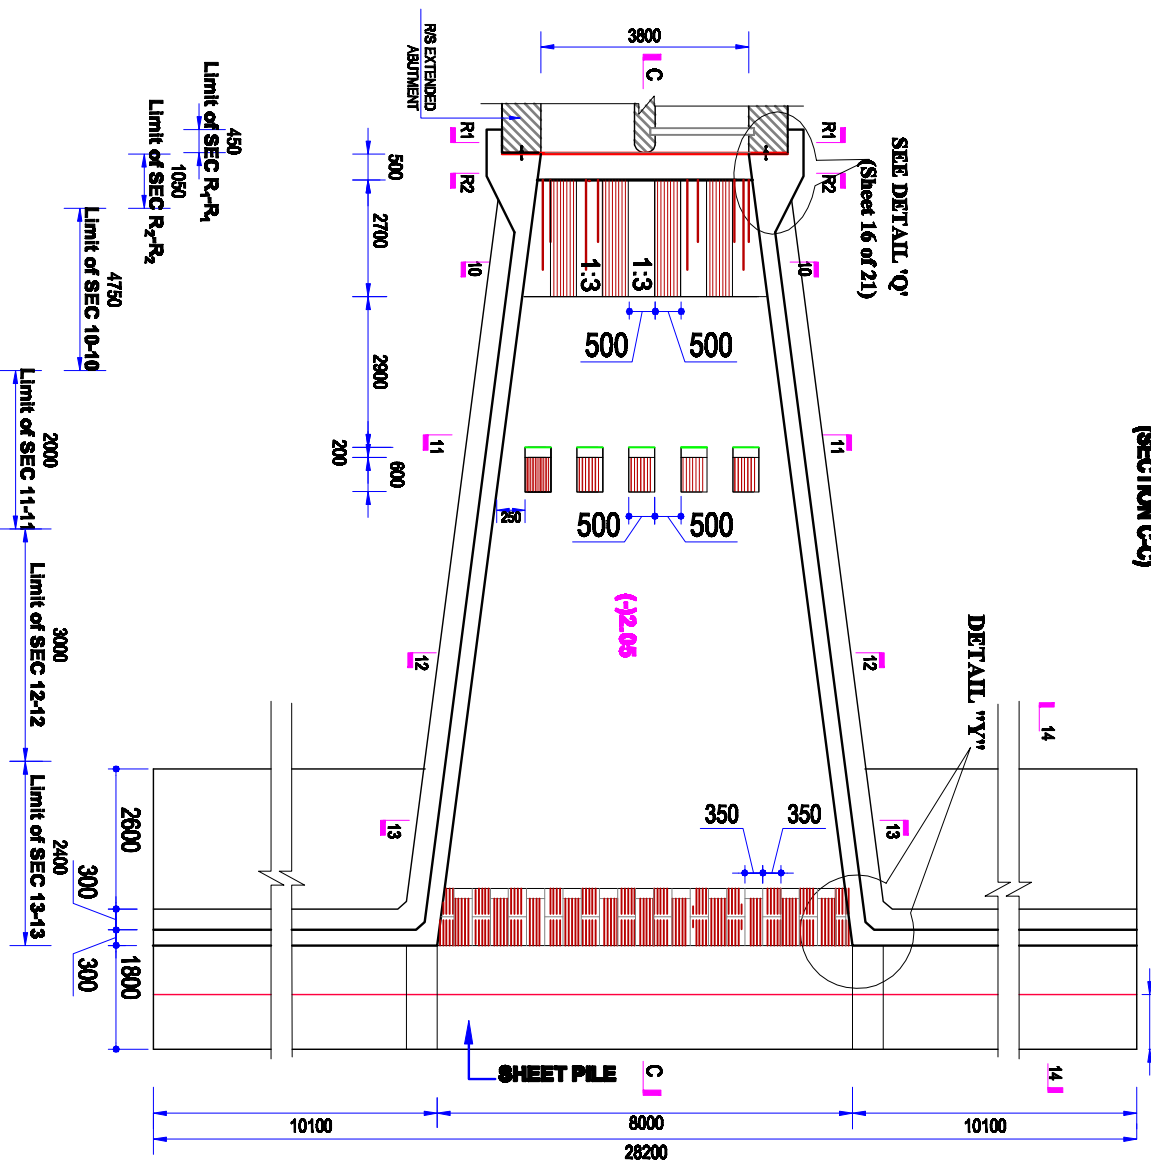 3800
C
R/S EXTENDED
ABUTMENT
R1
R1
R2
R2
SEE DETAIL 'Q'
(Sheet 16 of 21)
450
Limit of SEC R1-R1
1050
Limit of SEC R2-R2
4750
Limit of SEC 10-10
2000
Limit of SEC 11-11
3000
Limit of SEC 12-12
2400
Limit of SEC 13-13
500
2700
2900
200
600
10
10
1:3
1:3
500
500
11
11
250
500
500
(SECTION C-C)
(-)2.05
12
12
DETAIL "Y"
14
13
13
350
350
2600
300
300
1800
SHEET PILE
C
14
10100
8000
10100
28200